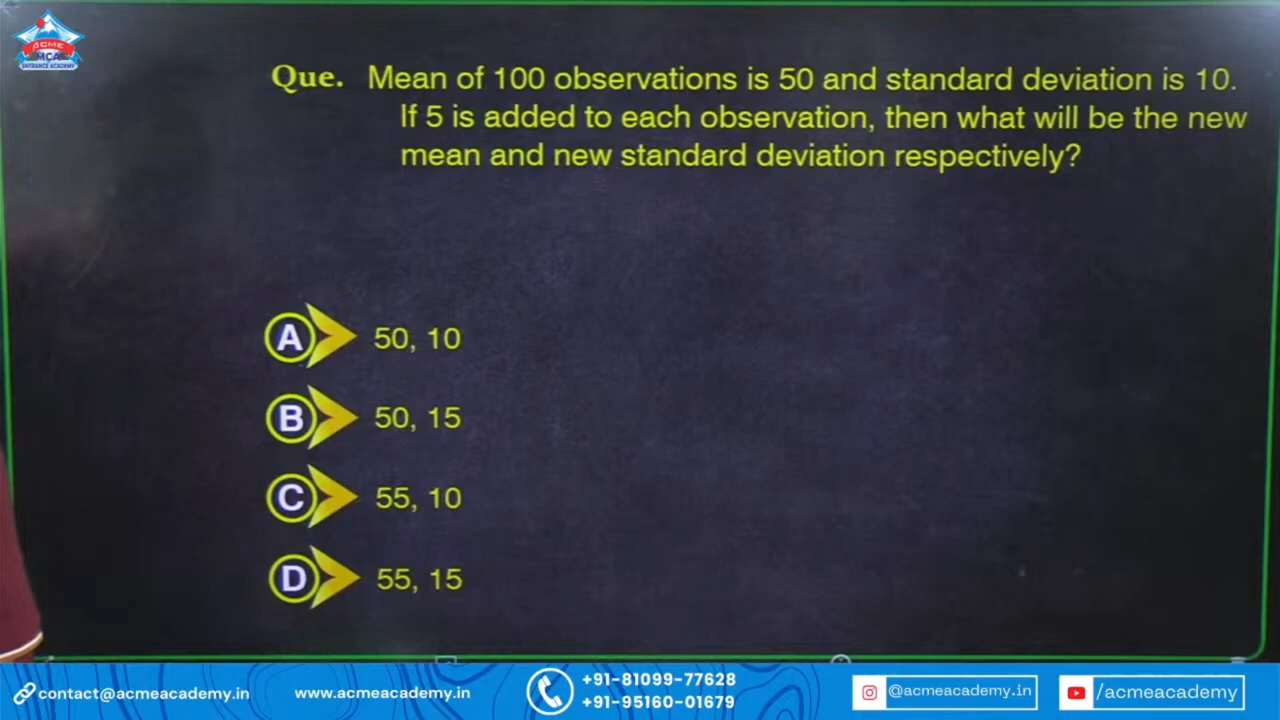 ACME
MCA
ENTRANCE ACADEMY
Que. Mean of 100 observations is 50 and standard deviation is 10.
If 5 is added to each observation, then what will be the new
mean and new standard deviation respectively?
A 50, 10
B 50, 15
C 55, 10
D 55, 15
contact@acmeacademy.in www.acmeacademy.in +91-81099-77628
+91-95160-01679
@acmeacademy.in /acmeacademy